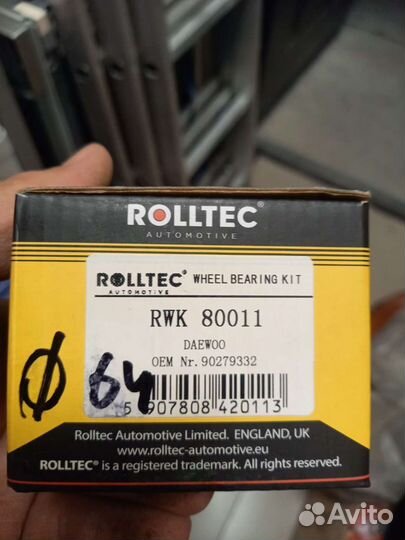 ROLLTEC®
AUTOMOTIVE
ROLLTEC® WHEEL BEARING KIT
AUTOMOTIVE
RWK 80011
DAEWOO
OEM Nr. 90279332
Ø 64
5 907808 420113
Rolltec Automotive Limited. ENGLAND, UK
www.rolltec-automotive.eu
ROLLTEC® is a registered trademark. All rights reserved.
Avito